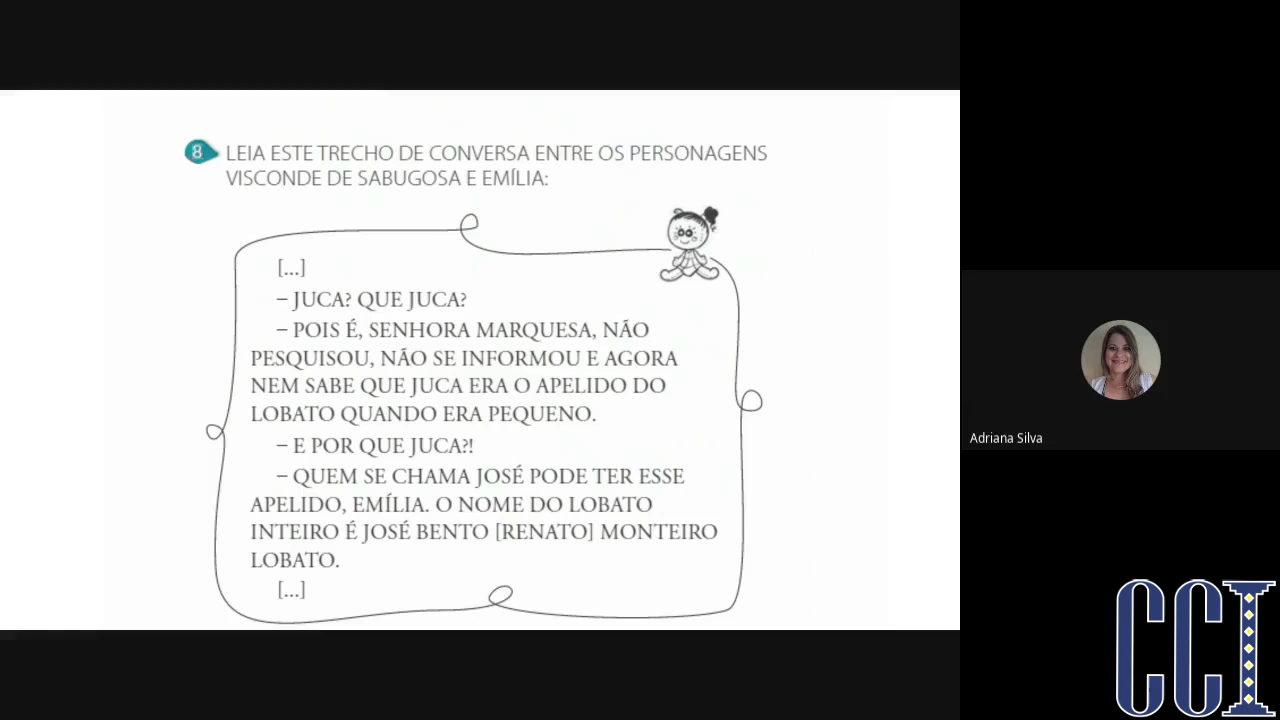 8 LEIA ESTE TRECHO DE CONVERSA ENTRE OS PERSONAGENS
VISCONDE DE SABUGOSA E EMÍLIA:
[...]
– JUCA? QUE JUCA?
– POIS É, SENHORA MARQUESA, NÃO
PESQUISOU, NÃO SE INFORMOU E AGORA
NEM SABE QUE JUCA ERA O APELIDO DO
LOBATO QUANDO ERA PEQUENO.
– E POR QUE JUCA?!
– QUEM SE CHAMA JOSÉ PODE TER ESSE
APELIDO, EMÍLIA. O NOME DO LOBATO
INTEIRO É JOSÉ BENTO [RENATO] MONTEIRO
LOBATO.
[...]
Adriana Silva
CCI